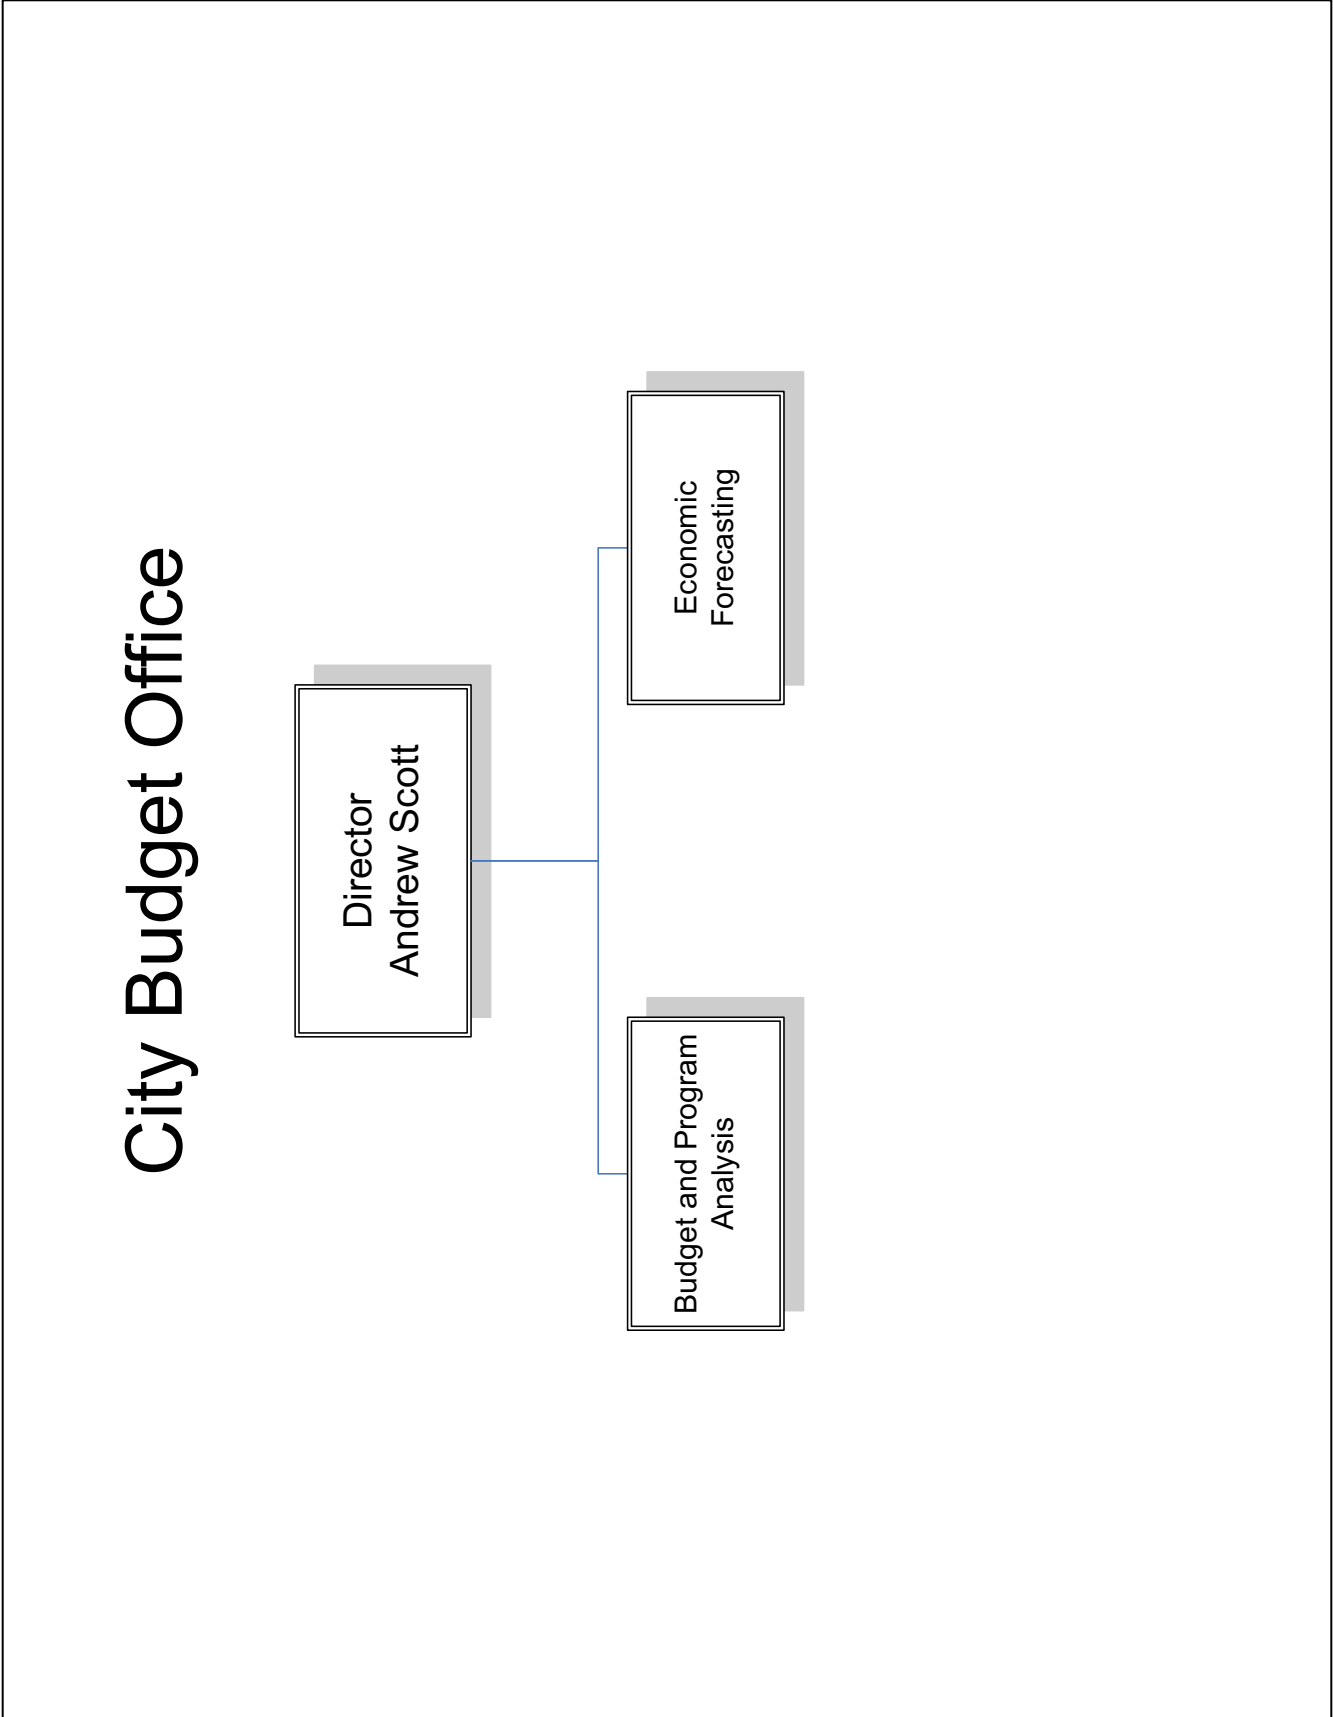 City Budget Office
Director
Andrew Scott
Budget and Program
Analysis
Economic
Forecasting